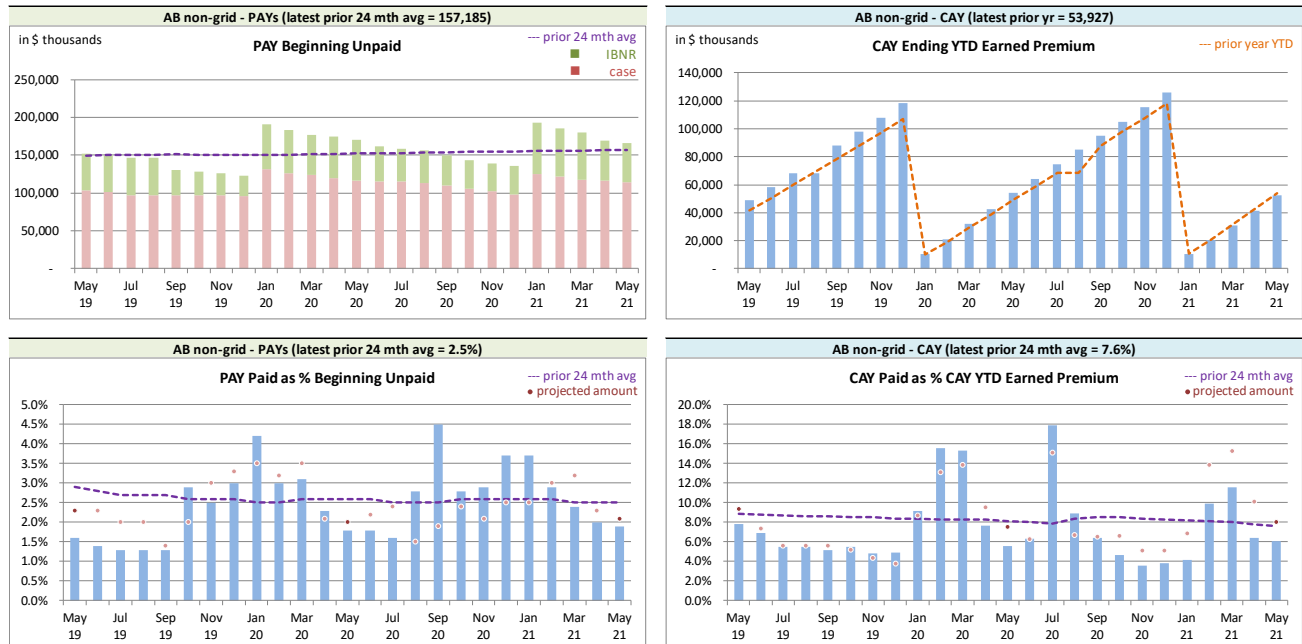 AB non-grid - PAYs (latest prior 24 mth avg = 157,185)
in $ thousands
PAY Beginning Unpaid
--- prior 24 mth avg
IBNR
case
250,000
200,000
150,000
100,000
50,000
-
May Jul Sep Nov Jan Mar May Jul Sep Nov Jan Mar May
19 19 19 19 20 20 20 20 20 20 21 21 21
AB non-grid - CAY (latest prior yr = 53,927)
in $ thousands
CAY Ending YTD Earned Premium
--- prior year YTD
140,000
120,000
100,000
80,000
60,000
40,000
20,000
-
May Jul Sep Nov Jan Mar May Jul Sep Nov Jan Mar May
19 19 19 19 20 20 20 20 20 20 21 21 21
AB non-grid - PAYs (latest prior 24 mth avg = 2.5%)
PAY Paid as % Beginning Unpaid
--- prior 24 mth avg
• projected amount
5.0%
4.5%
4.0%
3.5%
3.0%
2.5%
2.0%
1.5%
1.0%
0.5%
0.0%
May Jul Sep Nov Jan Mar May Jul Sep Nov Jan Mar May
19 19 19 19 20 20 20 20 20 20 21 21 21
AB non-grid - CAY (latest prior 24 mth avg = 7.6%)
CAY Paid as % CAY YTD Earned Premium
--- prior 24 mth avg
• projected amount
20.0%
18.0%
16.0%
14.0%
12.0%
10.0%
8.0%
6.0%
4.0%
2.0%
0.0%
May Jul Sep Nov Jan Mar May Jul Sep Nov Jan Mar May
19 19 19 19 20 20 20 20 20 20 21 21 21